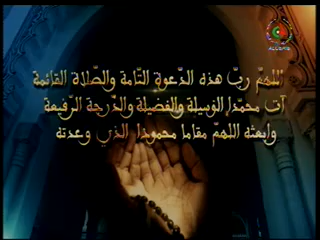 اللهمّ ربّ هذه الدّعوة التّامة والصّلاة القائمة
آت محمّدا الوسيلة والفضيلة والدّرجة الرّفيعة
وابعثه اللهمّ مقاما محمودا الذي وعدته